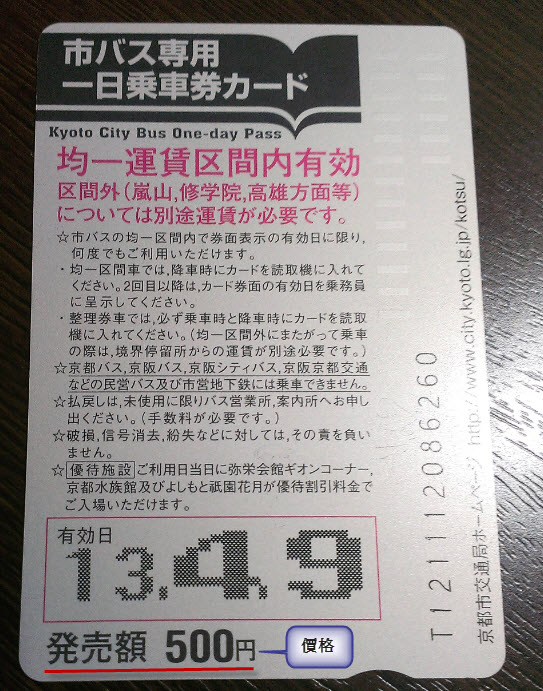 市バス専用
一日乗車券カード
Kyoto City Bus One-day Pass
均一運賃区間内有効
区間外(嵐山,修学院,高雄方面等)
については別途運賃が必要です。
☆市バスの均一区間内で券面表示の有効日に限り,
何度でもご利用いただけます。
・均一区間車では,降車時にカードを読取機に入れて
ください。2回目以降は,カード券面の有効日を乗務員
に呈示してください。
・整理券車では,必ず乗車時と降車時にカードを読取
機に入れてください。(均一区間外にまたがって乗車
の際は,境界停留所からの運賃が別途必要です。)
☆京都バス,京阪バス,京阪シティバス,京阪京都交通
などの民営バス及び市営地下鉄には乗車できません。
☆払戻しは,未使用に限りバス営業所,案内所へお申し
出ください。(手数料が必要です。)
☆破損,信号消去,紛失などに対しては,その責を負い
ません。
☆優待施設 ご利用日当日に弥栄会館ギオンコーナー,
京都水族館及びよしもと祇園花月が優待割引料金で
ご入場いただけます。
有効日
13.4.9
発売額 500円
價格
T121112086260
京都市交通局ホームページ http://www.city.kyoto.lg.jp/kotsu/